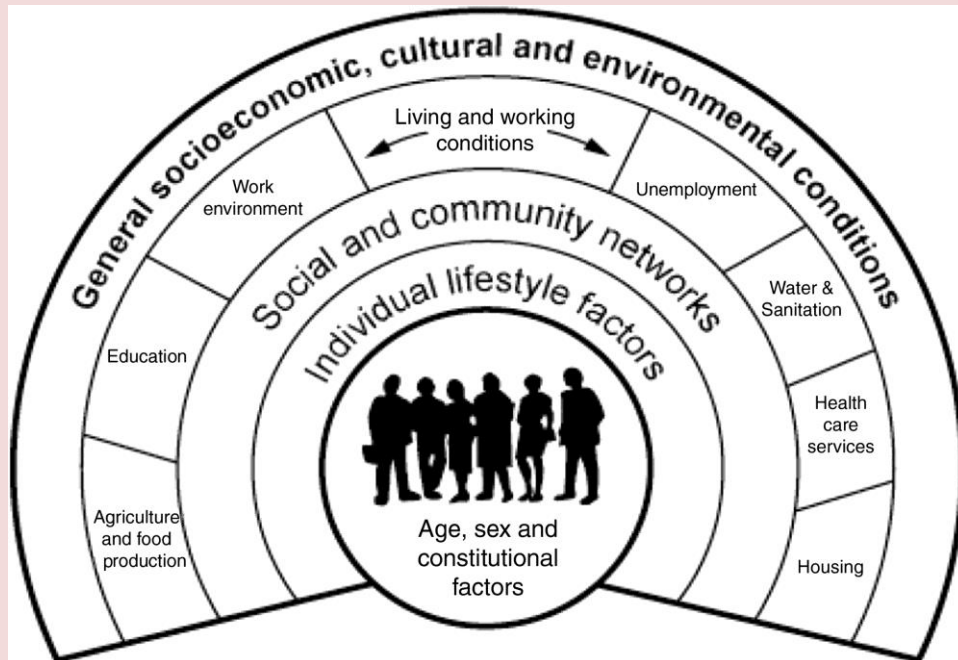 General socioeconomic, cultural and environmental conditions
Living and working
conditions
Work
environment
Unemployment
Social and community networks
Water &
Sanitation
Individual lifestyle factors
Education
Health
care
services
Agriculture
and food
production
Age, sex and
constitutional
factors
Housing